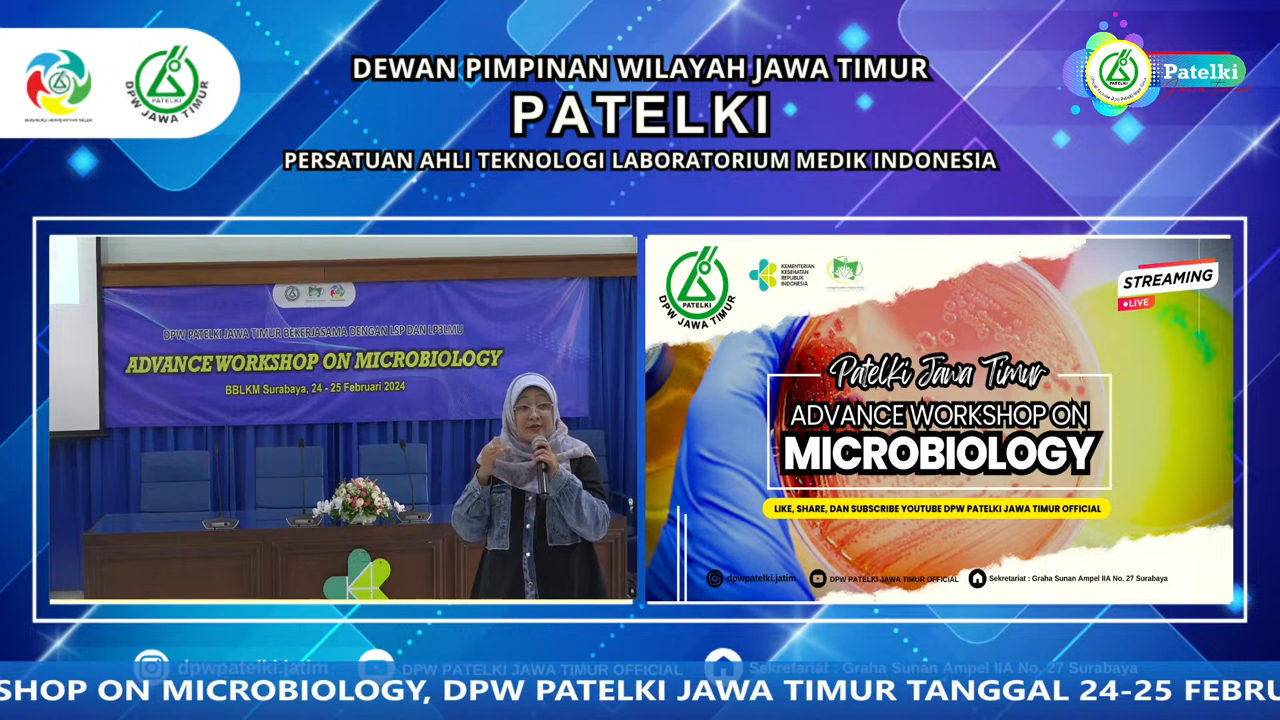 DEWAN PIMPINAN WILAYAH JAWA TIMUR
PATELKI
PERSATUAN AHLI TEKNOLOGI LABORATORIUM MEDIK INDONESIA
PATELKI
DPW JAWA TIMUR
Patelki
Jawa Timur
DPW PATELKI JAWA TIMUR BEKERJASAMA DENGAN LSP DAN LP3LMU
ADVANCE WORKSHOP ON MICROBIOLOGY
BBLKM Surabaya, 24 - 25 Februari 2024
PATELKI
DPW JAWA TIMUR
KEMENTERIAN
KESEHATAN
REPUBLIK
INDONESIA
STREAMING
LIVE
Patelki Jawa Timur
ADVANCE WORKSHOP ON
MICROBIOLOGY
LIKE, SHARE, DAN SUBSCRIBE YOUTUBE DPW PATELKI JAWA TIMUR OFFICIAL
dpwpatelki.jatim
DPW PATELKI JAWA TIMUR OFFICIAL
Sekretariat : Graha Sunan Ampel IIA No. 27 Surabaya
dpwpatelki.jatim
DPW PATELKI JAWA TIMUR OFFICIAL
Sekretariat : Graha Sunan Ampel IIA No. 27 Surabaya
SHOP ON MICROBIOLOGY, DPW PATELKI JAWA TIMUR TANGGAL 24-25 FEBRU